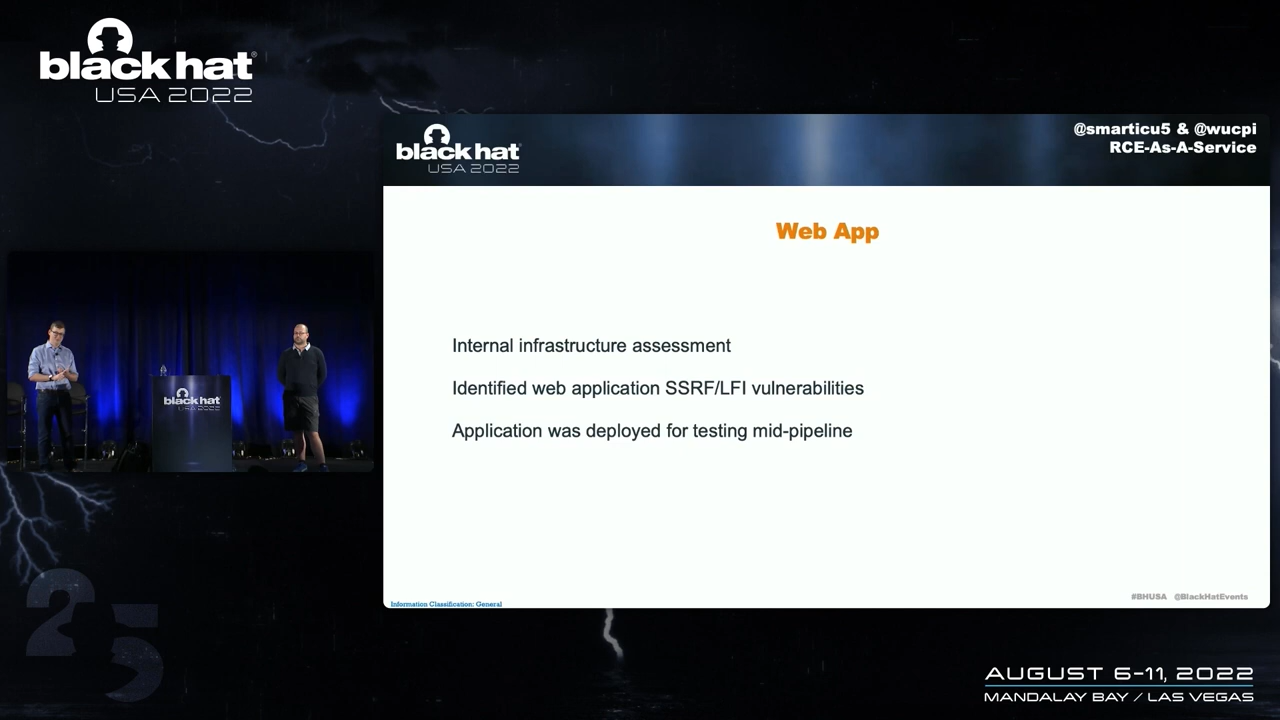 black hat®
USA 2022
black hat
USA 2022
@smarticu5 & @wucpi
RCE-As-A-Service
Web App
Internal infrastructure assessment
Identified web application SSRF/LFI vulnerabilities
Application was deployed for testing mid-pipeline
Information Classification: General
#BHUSA @BlackHatEvents
black hat
USA 2022
25
AUGUST 6-11, 2022
MANDALAY BAY / LAS VEGAS